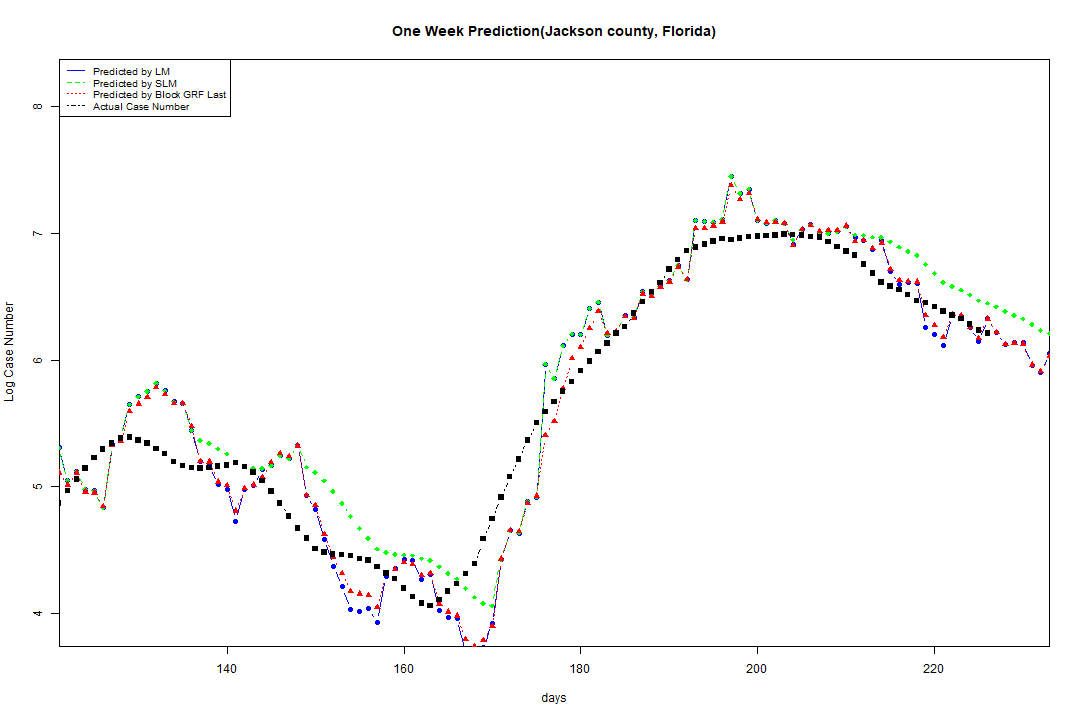 One Week Prediction(Jackson county, Florida)
Predicted by LM
Predicted by SLM
Predicted by Block GRF Last
Actual Case Number
8
7
6
5
4
Log Case Number
140 160 180 200 220
days